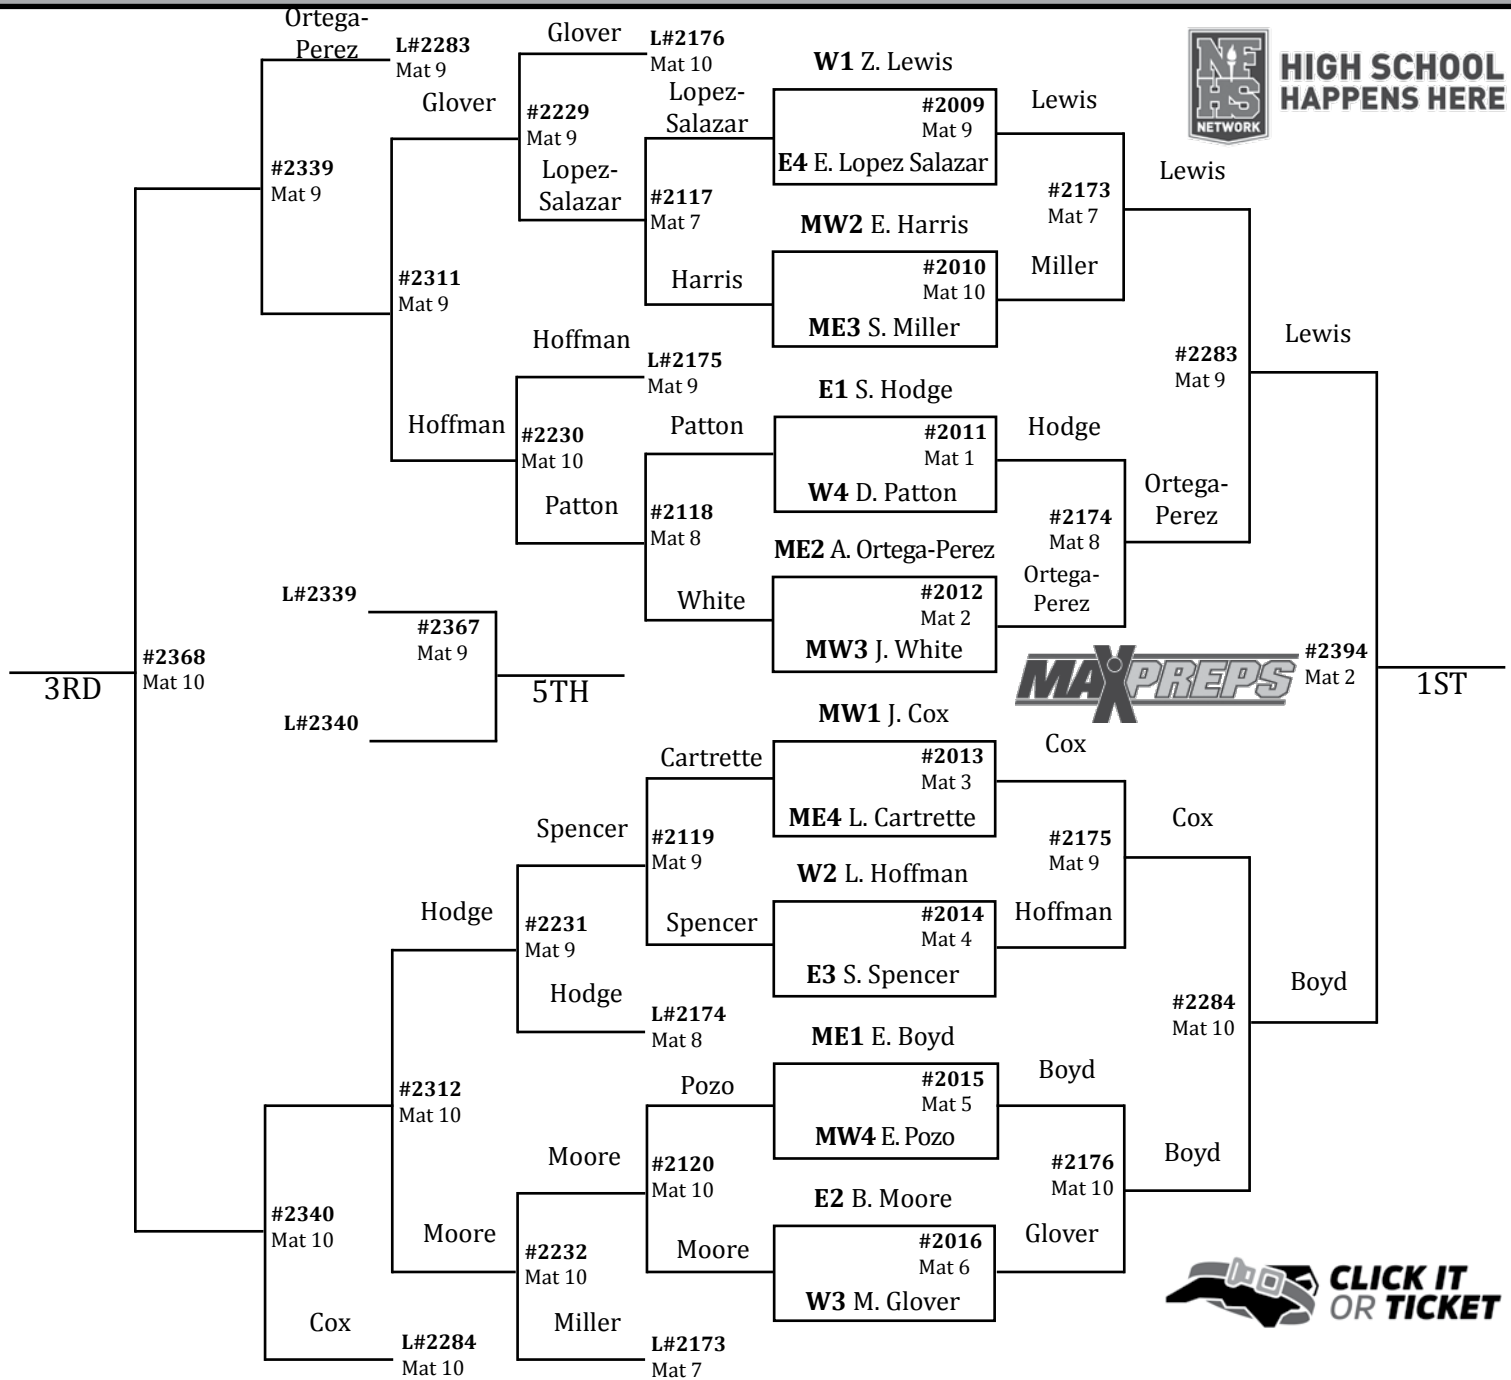 Ortega-
Perez
L#2283
Mat 9
Glover
L#2176
Mat 10
W1 Z. Lewis
NFHS
NETWORK
HIGH SCHOOL
HAPPENS HERE
Glover
#2229
Mat 9
Lopez-
Salazar
#2009
Mat 9
E4 E. Lopez Salazar
Lewis
#2339
Mat 9
Lopez-
Salazar
#2117
Mat 7
#2173
Mat 7
Lewis
MW2 E. Harris
#2311
Mat 9
Harris
#2010
Mat 10
ME3 S. Miller
Miller
Hoffman
L#2175
Mat 9
#2283
Mat 9
Lewis
E1 S. Hodge
Hoffman
#2230
Mat 10
Patton
#2011
Mat 1
W4 D. Patton
Hodge
Patton
#2118
Mat 8
#2174
Mat 8
Ortega-
Perez
ME2 A. Ortega-Perez
White
#2012
Mat 2
MW3 J. White
Ortega-
Perez
L#2339
#2367
Mat 9
5TH
L#2340
3RD
#2368
Mat 10
MAXPREPS
#2394
Mat 2
1ST
MW1 J. Cox
Cartrette
#2013
Mat 3
ME4 L. Cartrette
Cox
Spencer
#2119
Mat 9
#2175
Mat 9
Cox
W2 L. Hoffman
Hodge
#2231
Mat 9
Spencer
#2014
Mat 4
E3 S. Spencer
Hoffman
Hodge
L#2174
Mat 8
#2284
Mat 10
Boyd
ME1 E. Boyd
#2312
Mat 10
Pozo
#2015
Mat 5
MW4 E. Pozo
Boyd
Moore
#2120
Mat 10
#2176
Mat 10
Boyd
E2 B. Moore
#2340
Mat 10
Moore
#2232
Mat 10
Moore
#2016
Mat 6
W3 M. Glover
Glover
Cox
L#2284
Mat 10
Miller
L#2173
Mat 7
CLICK IT
OR TICKET